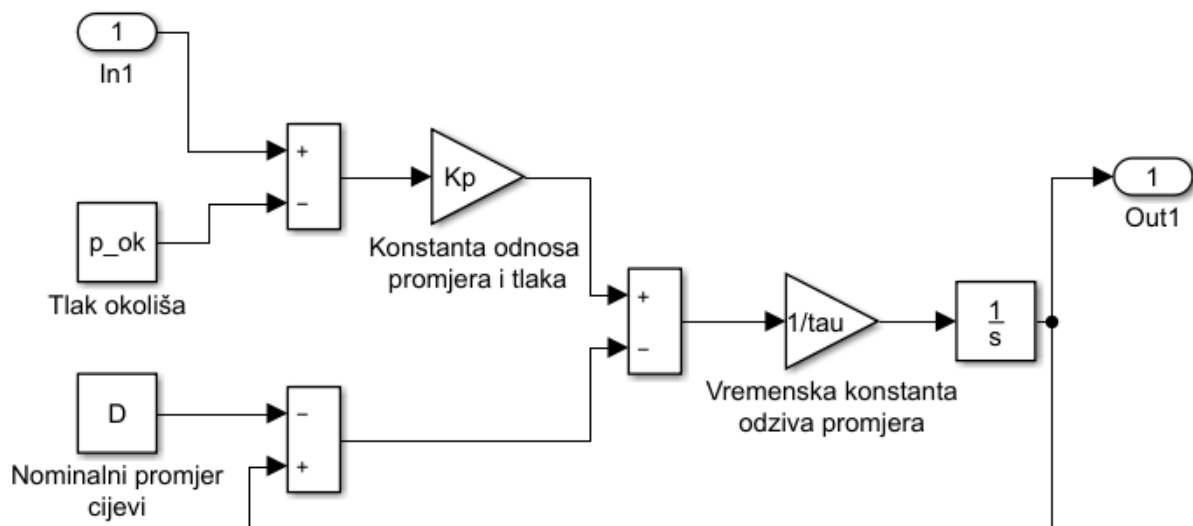 1
In1
+
−
Kp
Konstanta odnosa
promjera i tlaka
p_ok
Tlak okoliša
1
Out1
+
−
1/tau
Vremenska konstanta
odziva promjera
1
s
D
Nominalni promjer
cijevi
−
+